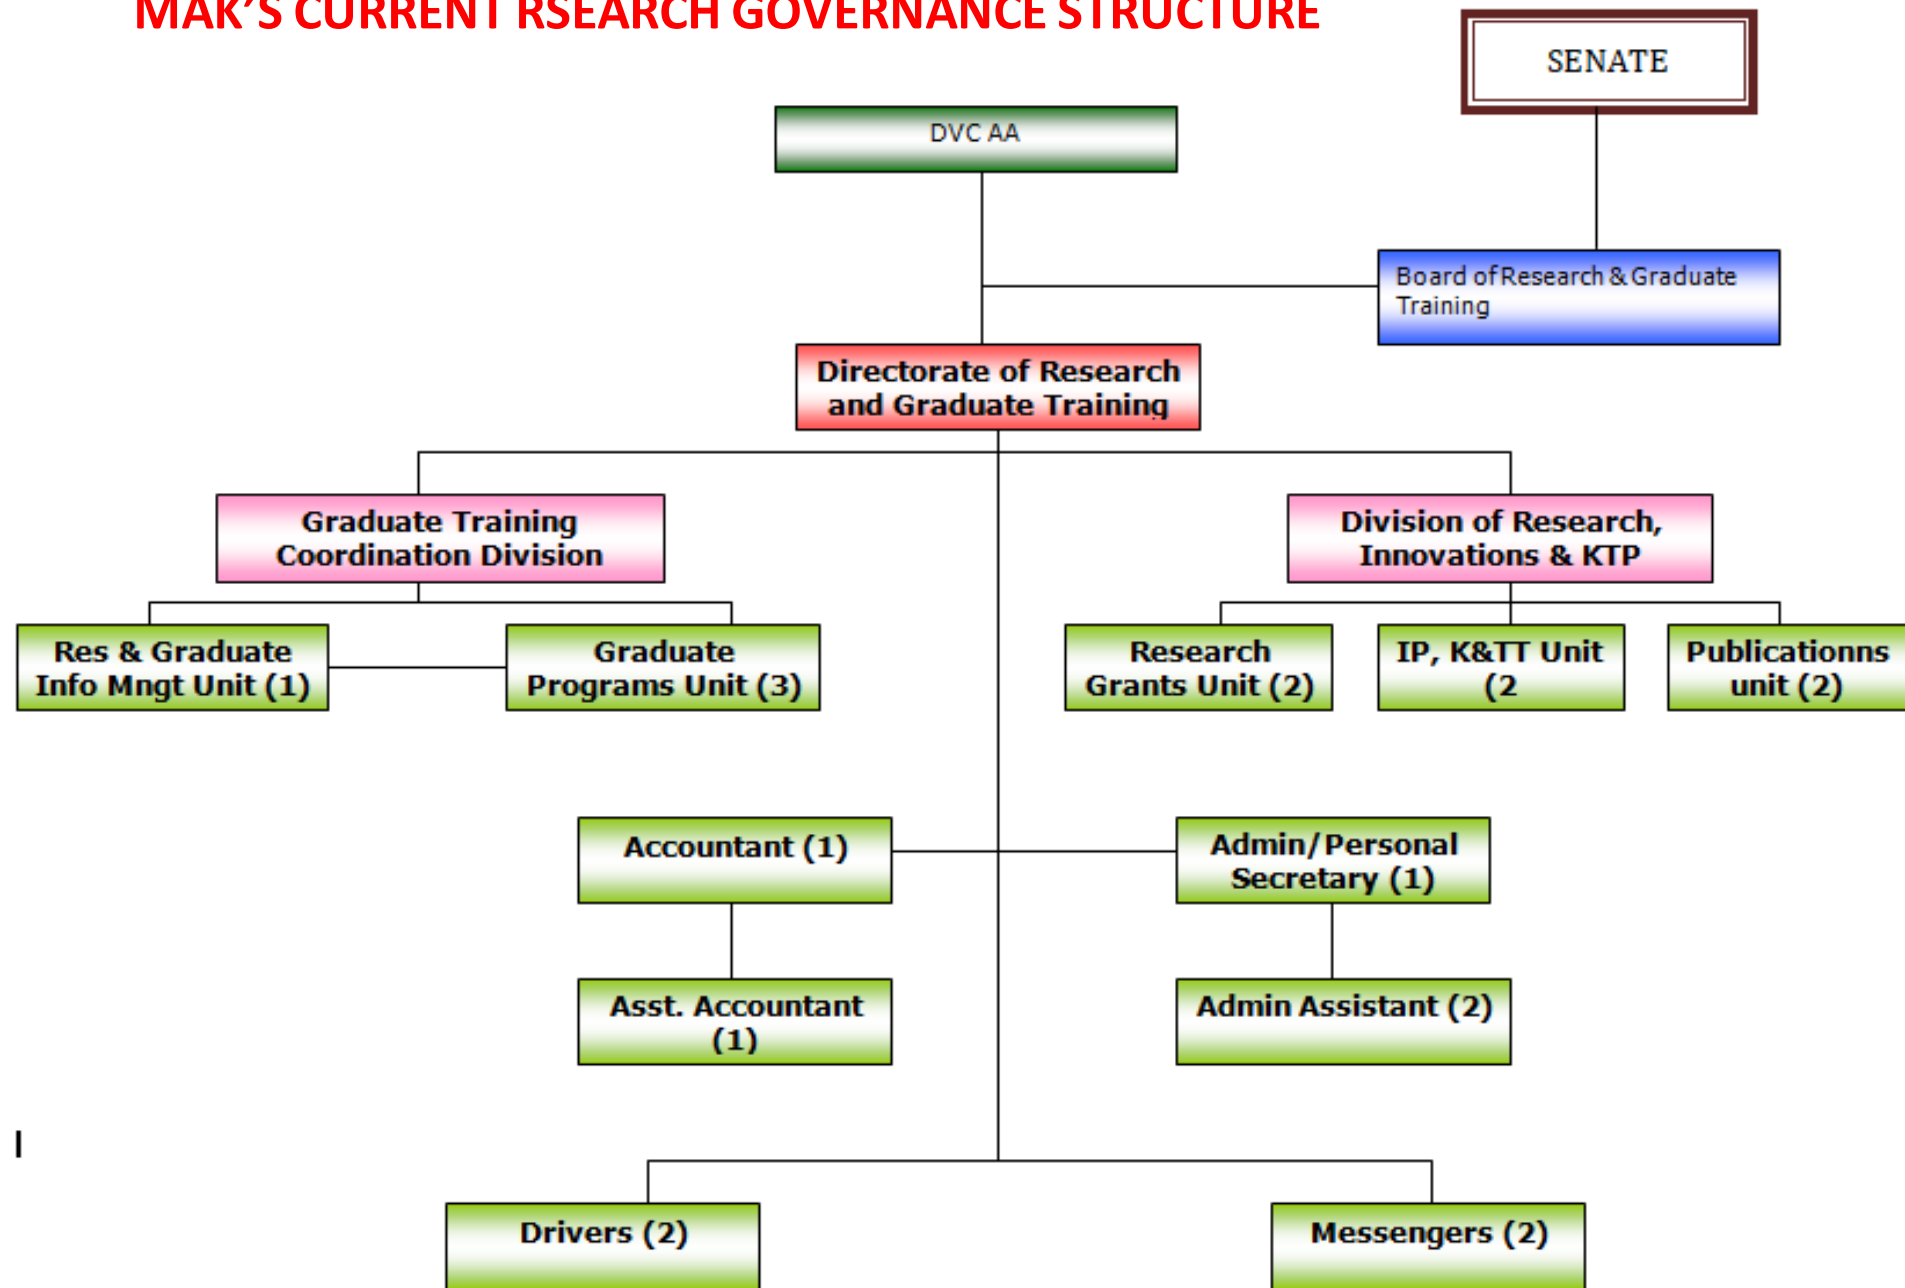 MAK’S CURRENT RSEARCH GOVERNANCE STRUCTURE
SENATE
DVC AA
Board of Research & Graduate
Training
Directorate of Research
and Graduate Training
Graduate Training
Coordination Division
Division of Research,
Innovations & KTP
Res & Graduate
Info Mngt Unit (1)
Graduate
Programs Unit (3)
Research
Grants Unit (2)
IP, K&TT Unit
(2
Publicationns
unit (2)
Accountant (1)
Admin/Personal
Secretary (1)
Asst. Accountant
(1)
Admin Assistant (2)
I
Drivers (2)
Messengers (2)